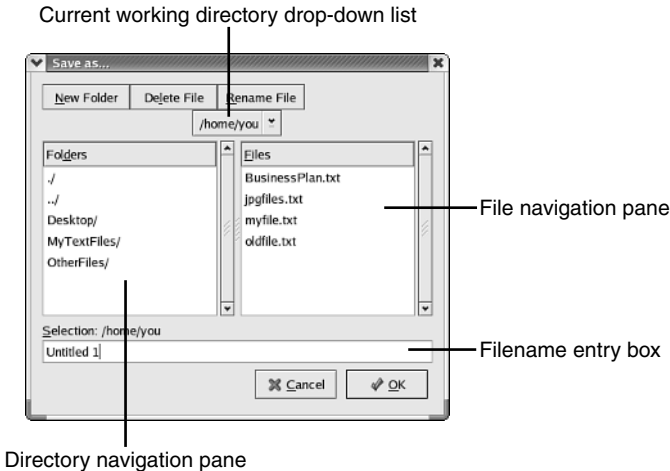 Current working directory drop-down list
Save as...
New Folder Delete File Rename File
/home/you
Folders
./
../
Desktop/
MyTextFiles/
OtherFiles/
Files
BusinessPlan.txt
jpgfiles.txt
myfile.txt
oldfile.txt
File navigation pane
Selection: /home/you
Untitled 1
Filename entry box
Cancel OK
Directory navigation pane